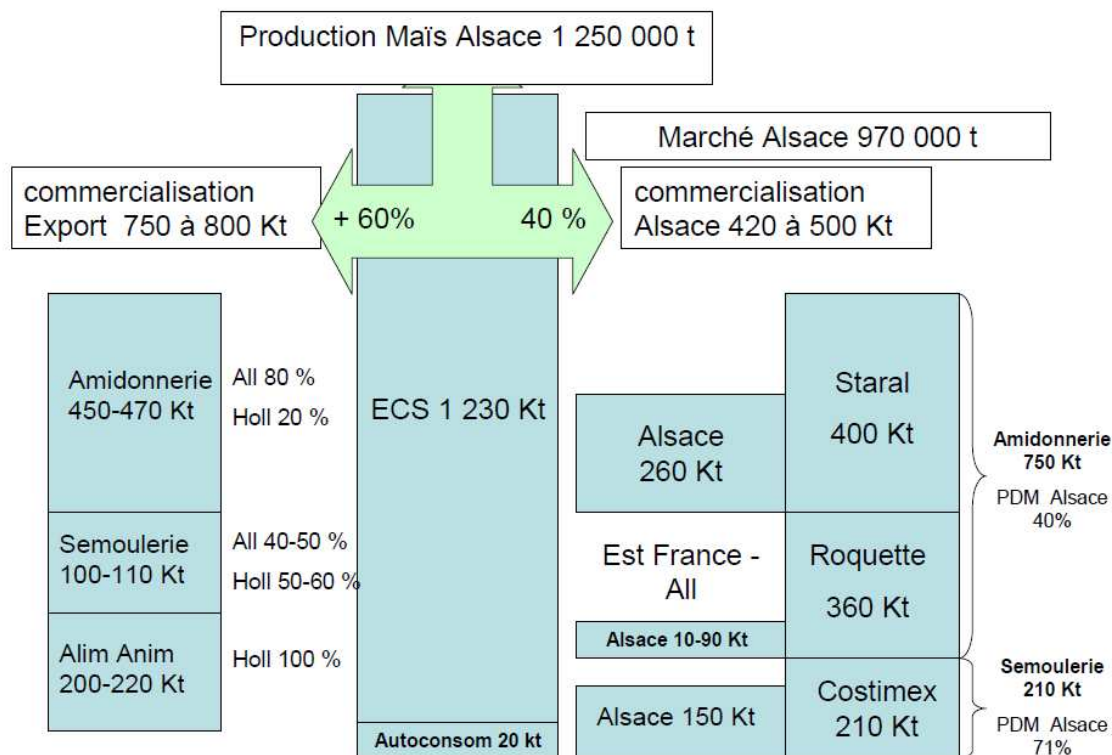 Production Maïs Alsace 1 250 000 t
Marché Alsace 970 000 t
commercialisation
Export 750 à 800 Kt
+ 60%
40 %
commercialisation
Alsace 420 à 500 Kt
Amidonnerie
450-470 Kt
All 80 %
Holl 20 %
Semoulerie
100-110 Kt
All 40-50 %
Holl 50-60 %
Alim Anim
200-220 Kt
Holl 100 %
ECS 1 230 Kt
Autoconsom 20 kt
Alsace
260 Kt
Est France -
All
Alsace 10-90 Kt
Alsace 150 Kt
Staral
400 Kt
Roquette
360 Kt
Costimex
210 Kt
Amidonnerie
750 Kt
PDM Alsace
40%
Semoulerie
210 Kt
PDM Alsace
71%